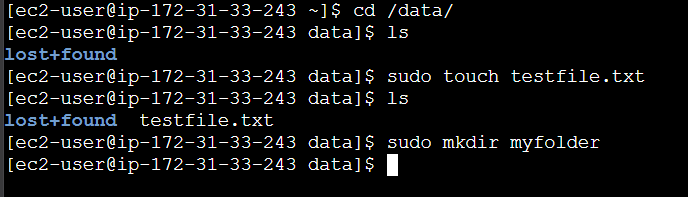 [ec2-user@ip-172-31-33-243 ~]$ cd /data/
[ec2-user@ip-172-31-33-243 data]$ ls
lost+found
[ec2-user@ip-172-31-33-243 data]$ sudo touch testfile.txt
[ec2-user@ip-172-31-33-243 data]$ ls
lost+found  testfile.txt
[ec2-user@ip-172-31-33-243 data]$ sudo mkdir myfolder
[ec2-user@ip-172-31-33-243 data]$